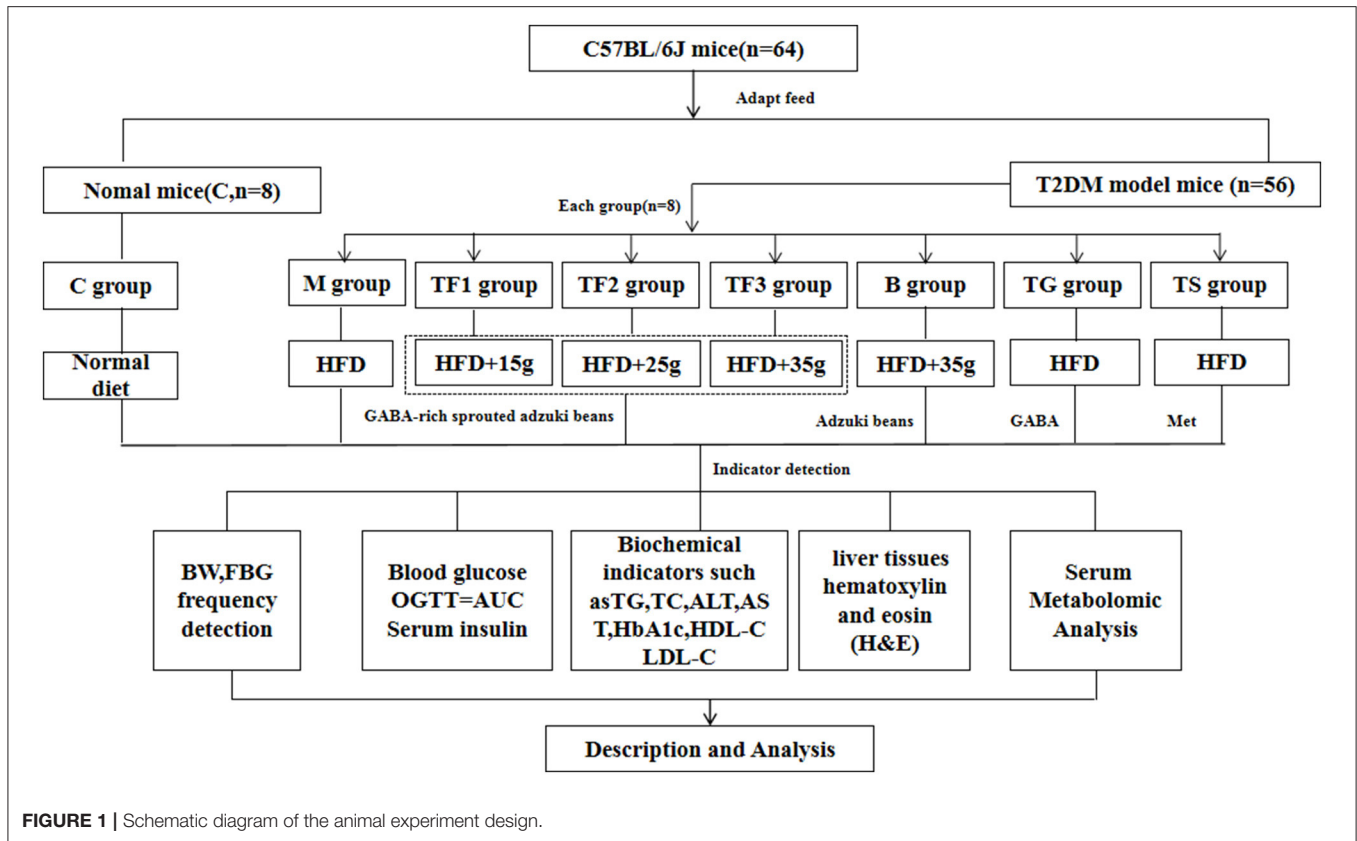 C57BL/6J mice(n=64)
Adapt feed
Nomal mice(C,n=8)
T2DM model mice (n=56)
Each group(n=8)
C group
M group
TF1 group
TF2 group
TF3 group
B group
TG group
TS group
Normal
diet
HFD
HFD+15g
HFD+25g
HFD+35g
HFD+35g
HFD
HFD
GABA-rich sprouted adzuki beans
Adzuki beans
GABA
Met
Indicator detection
BW,FBG
frequency
detection
Blood glucose
OGTT=AUC
Serum insulin
Biochemical
indicators such
asTG,TC,ALT,AS
T,HbA1c,HDL-C
LDL-C
liver tissues
hematoxylin
and eosin
(H&E)
Serum
Metabolomic
Analysis
Description and Analysis
FIGURE 1 | Schematic diagram of the animal experiment design.